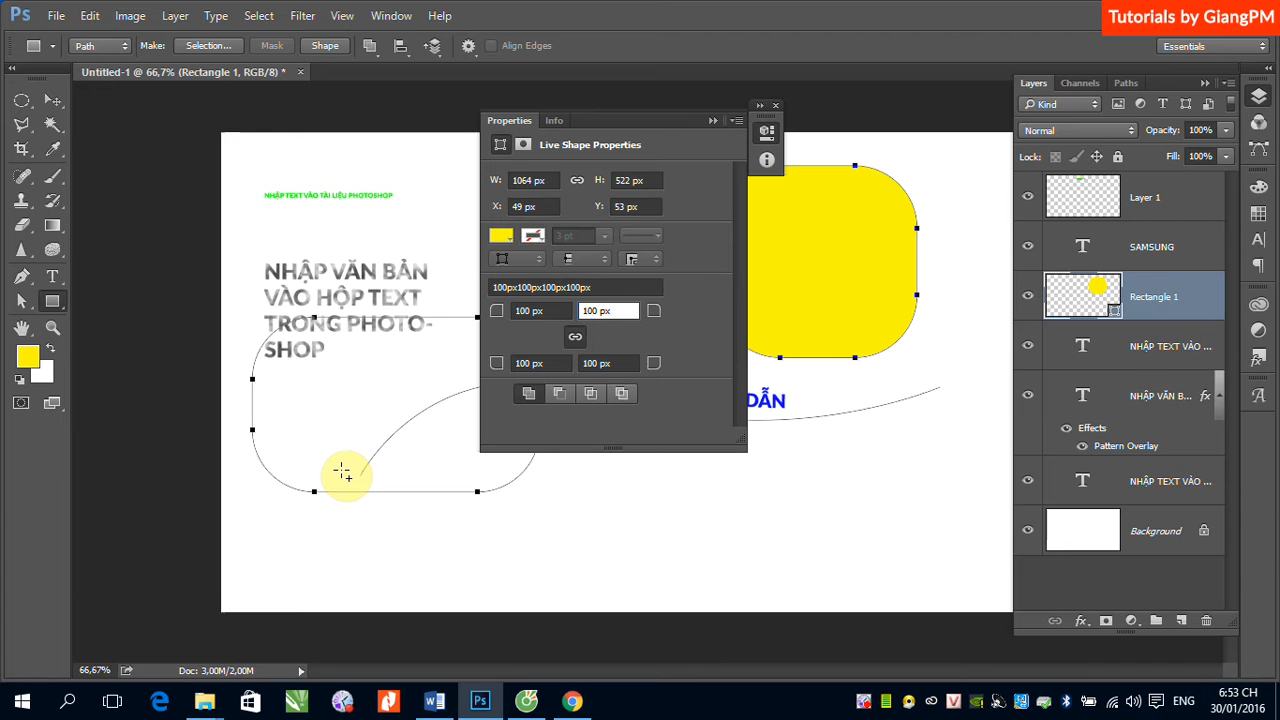 Ps
File Edit Image Layer Type Select Filter View Window Help
Tutorials by GiangPM
Path Make: Selection... Mask Shape Align Edges
Essentials
Untitled-1 @ 66,7% (Rectangle 1, RGB/8) *
NHẬP TEXT VÀO TÀI LIỆU PHOTOSHOP
NHẬP VĂN BẢN
VÀO HỘP TEXT
TRONG PHOTO-
SHOP
DẪN
Properties Info
Live Shape Properties
W: 1064 px H: 522 px
X: 49 px Y: 53 px
3 pt
100px100px100px100px
100 px 100 px
100 px 100 px
Layers Channels Paths
Kind
Normal Opacity: 100%
Lock: Fill: 100%
Layer 1
SAMSUNG
Rectangle 1
NHẬP TEXT VÀO ...
NHẬP VĂN B... fx
Effects
Pattern Overlay
NHẬP TEXT VÀO ...
Background
66,67% Doc: 3,00M/2,00M
ENG
6:53 CH
30/01/2016